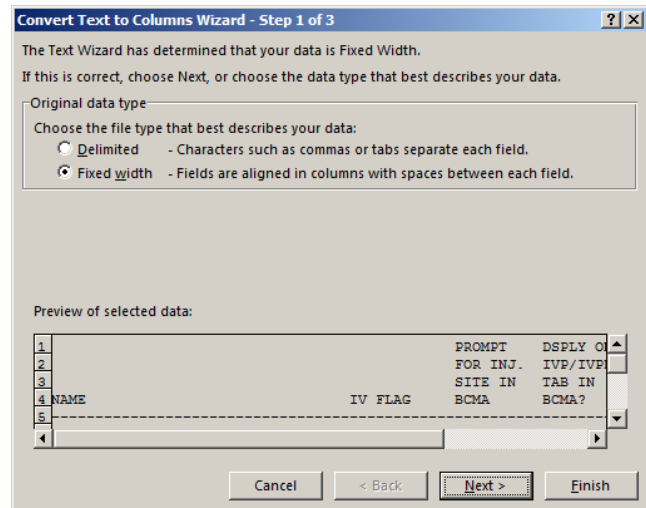 Convert Text to Columns Wizard - Step 1 of 3
The Text Wizard has determined that your data is Fixed Width.
If this is correct, choose Next, or choose the data type that best describes your data.
Original data type
Choose the file type that best describes your data:
Delimited - Characters such as commas or tabs separate each field.
Fixed width - Fields are aligned in columns with spaces between each field.
Preview of selected data:
1 PROMPT DSPLY
2 FOR INJ.
3 SITE IN TAB IN
4 NAME IV FLAG BCMA BCMA?
5 ----------------------------------------------------------------
Cancel < Back Next > Finish